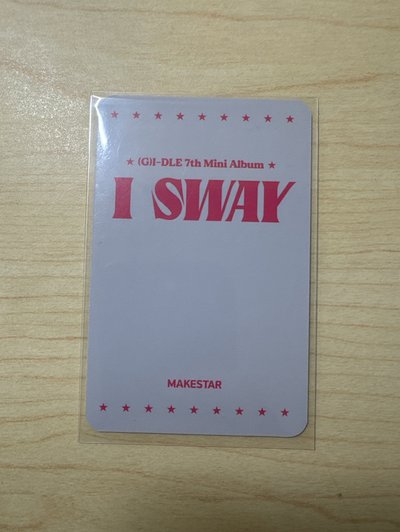 ★ ★ ★ ★ ★ ★ ★ ★ ★
★ (G)I-DLE 7th Mini Album ★
I SWAY
MAKESTAR
★ ★ ★ ★ ★ ★ ★ ★ ★